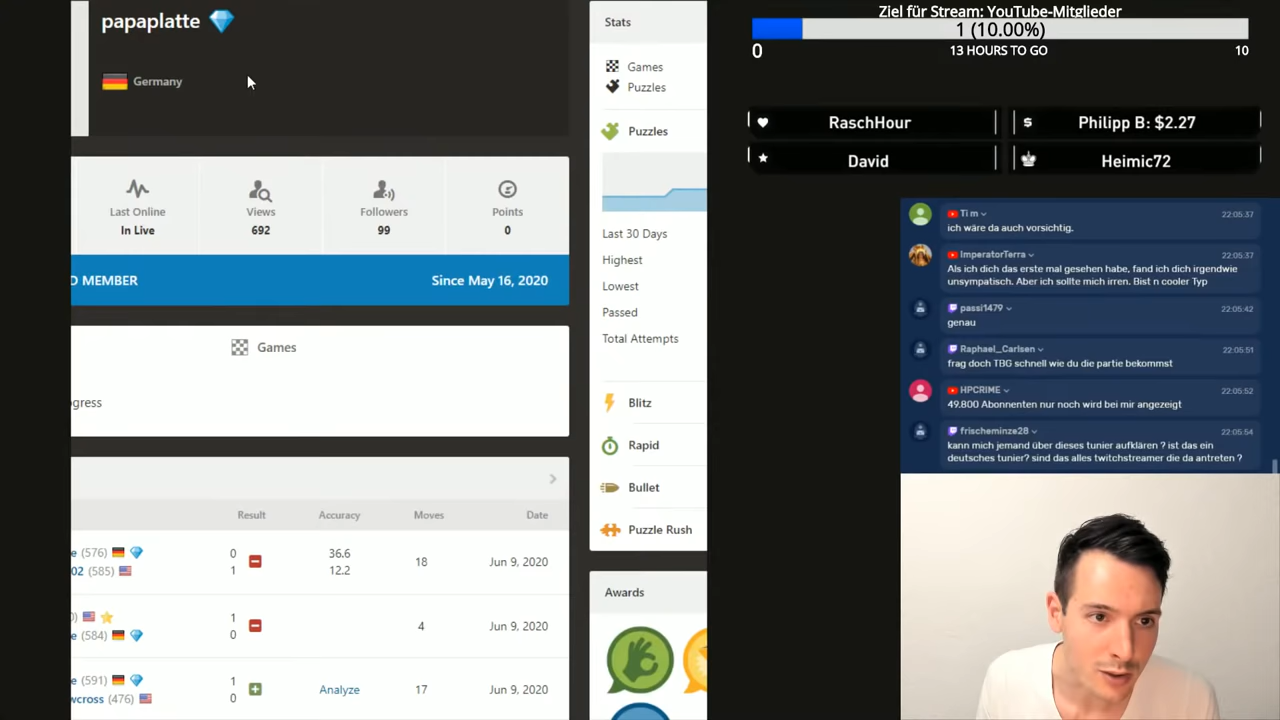 papaplatte
Germany
Last Online
In Live
Views
692
Followers
99
Points
0
D MEMBER
Since May 16, 2020
Games
gress
Result
Accuracy
Moves
Date
e (576)
02 (585)
0
1
36.6
12.2
18
Jun 9, 2020
0)
e (584)
1
0
4
Jun 9, 2020
e (591)
wcross (476)
1
0
Analyze
17
Jun 9, 2020
Stats
Games
Puzzles
Puzzles
Last 30 Days
Highest
Lowest
Passed
Total Attempts
Blitz
Rapid
Bullet
Puzzle Rush
Awards
Ziel für Stream: YouTube-Mitglieder
1 (10.00%)
0
13 HOURS TO GO
10
RaschHour
Philipp B: $2.27
David
Heimic72
Ti m
22:05:37
ich wäre da auch vorsichtig.
ImperatorTerra
22:05:37
Als ich dich das erste mal gesehen habe, fand ich dich irgendwie
unsympatisch. Aber ich sollte mich irren. Bist n cooler Typ
passi1479
22:05:42
genau
Raphael_Carlsen
22:05:51
frag doch TBG schnell wie du die partie bekommst
HPCRIME
22:05:52
49.800 Abonnenten nur noch wird bei mir angezeigt
frischeminze28
22:05:54
kann mich jemand über dieses tunier aufklären ? ist das ein
deutsches tunier? sind das alles twitchstreamer die da antreten ?